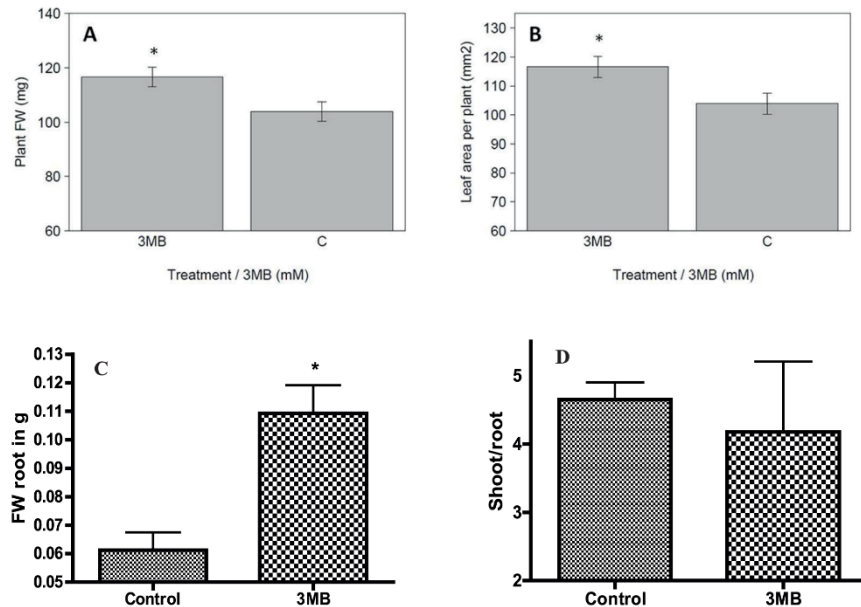 A
*
Plant FW (mg)
140
120
100
80
60
3MB
C
Treatment / 3MB (mM)
B
*
Leaf area per plant (mm2)
130
120
110
100
90
80
70
60
3MB
C
Treatment / 3MB (mM)
C
*
FW root in g
0.13
0.12
0.11
0.10
0.09
0.08
0.07
0.06
0.05
Control
3MB
D
Shoot/root
5
4
3
2
Control
3MB